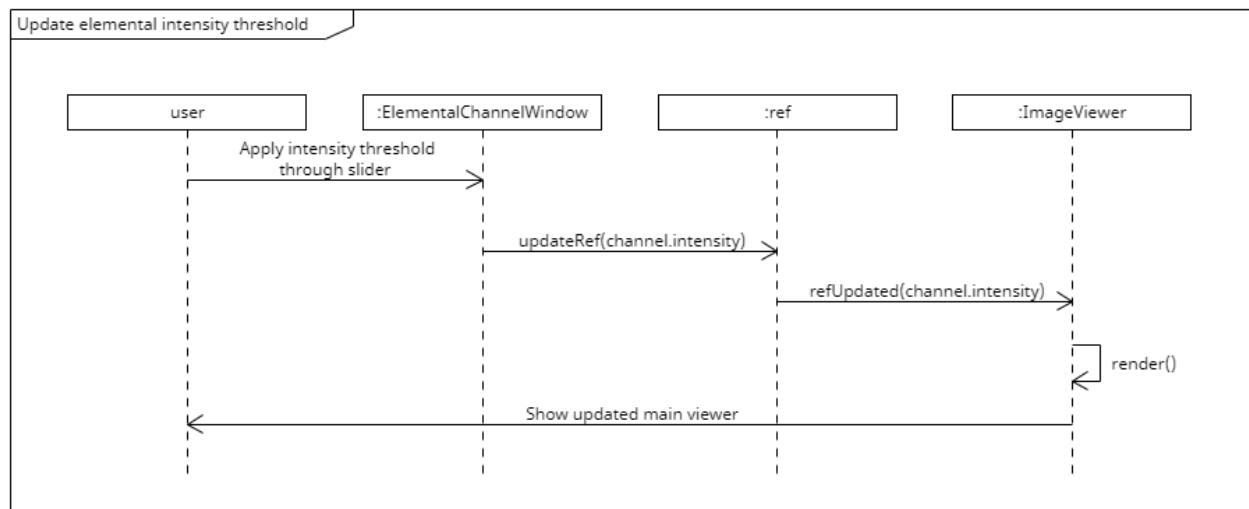 Update elemental intensity threshold
user
:ElementalChannelWindow
:ref
:ImageViewer
Apply intensity threshold
through slider
updateRef(channel.intensity)
refUpdated(channel.intensity)
render()
Show updated main viewer